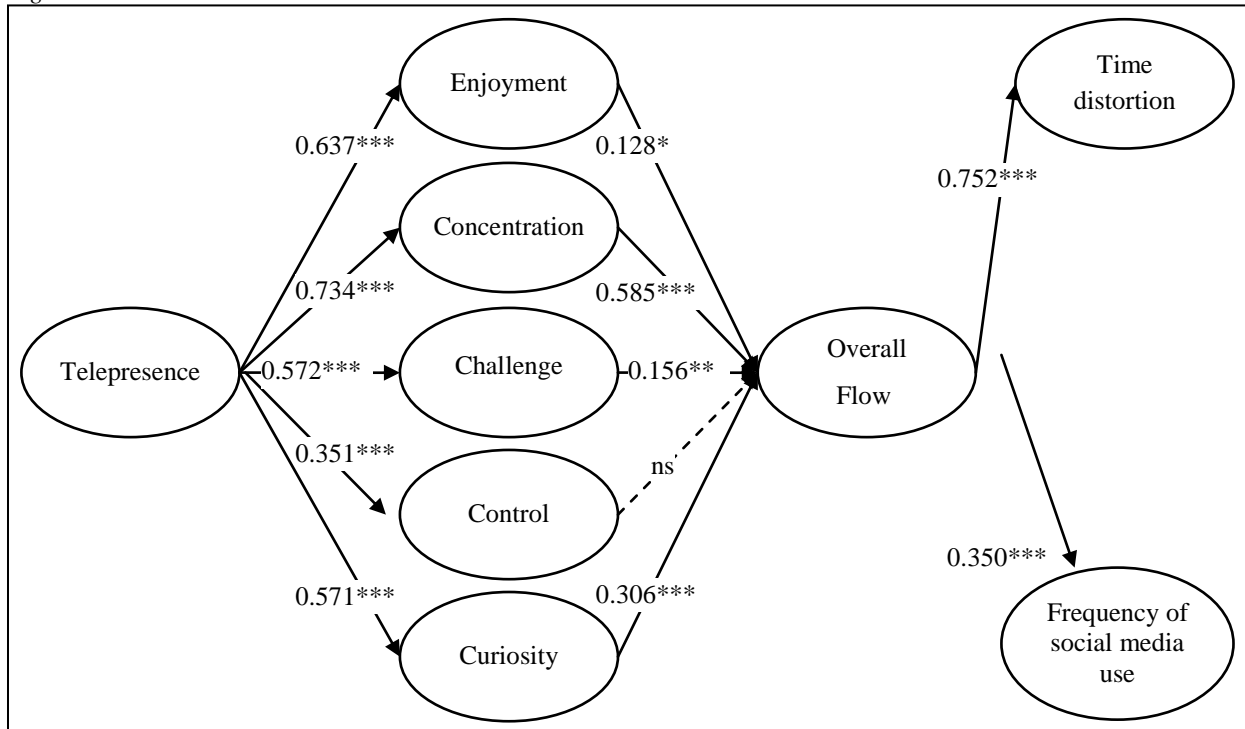 Enjoyment
Time
distortion
0.637***
0.128*
0.752***
Concentration
0.734***
0.585***
Telepresence
0.572***
Challenge
0.156**
Overall
Flow
0.351***
ns
Control
0.350***
0.571***
0.306***
Curiosity
Frequency of
social media
use